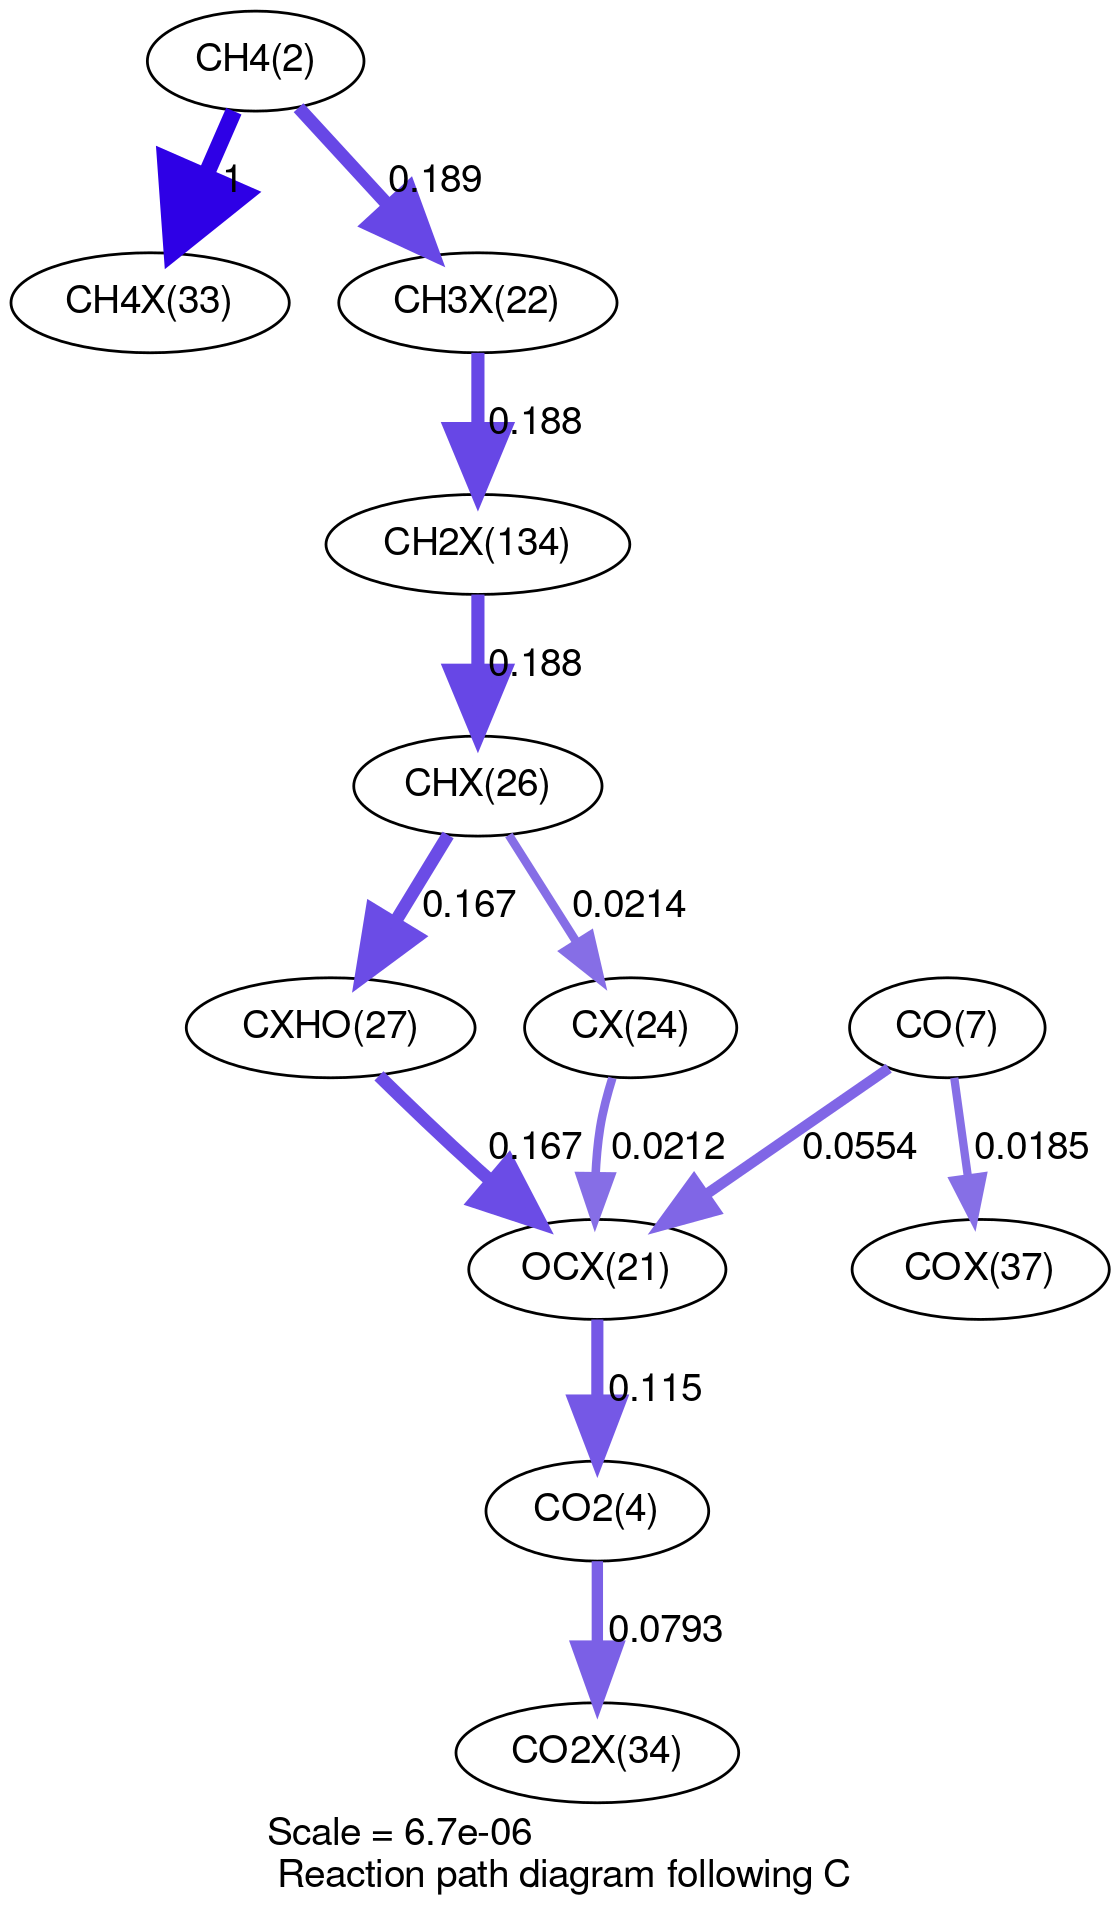 CH4(2)
1
0.189
CH4X(33)
CH3X(22)
0.188
CH2X(134)
0.188
CHX(26)
0.167
0.0214
CXHO(27)
CX(24)
CO(7)
0.167
0.0212
0.0554
0.0185
OCX(21)
COX(37)
0.115
CO2(4)
0.0793
CO2X(34)
Scale = 6.7e-06
Reaction path diagram following C